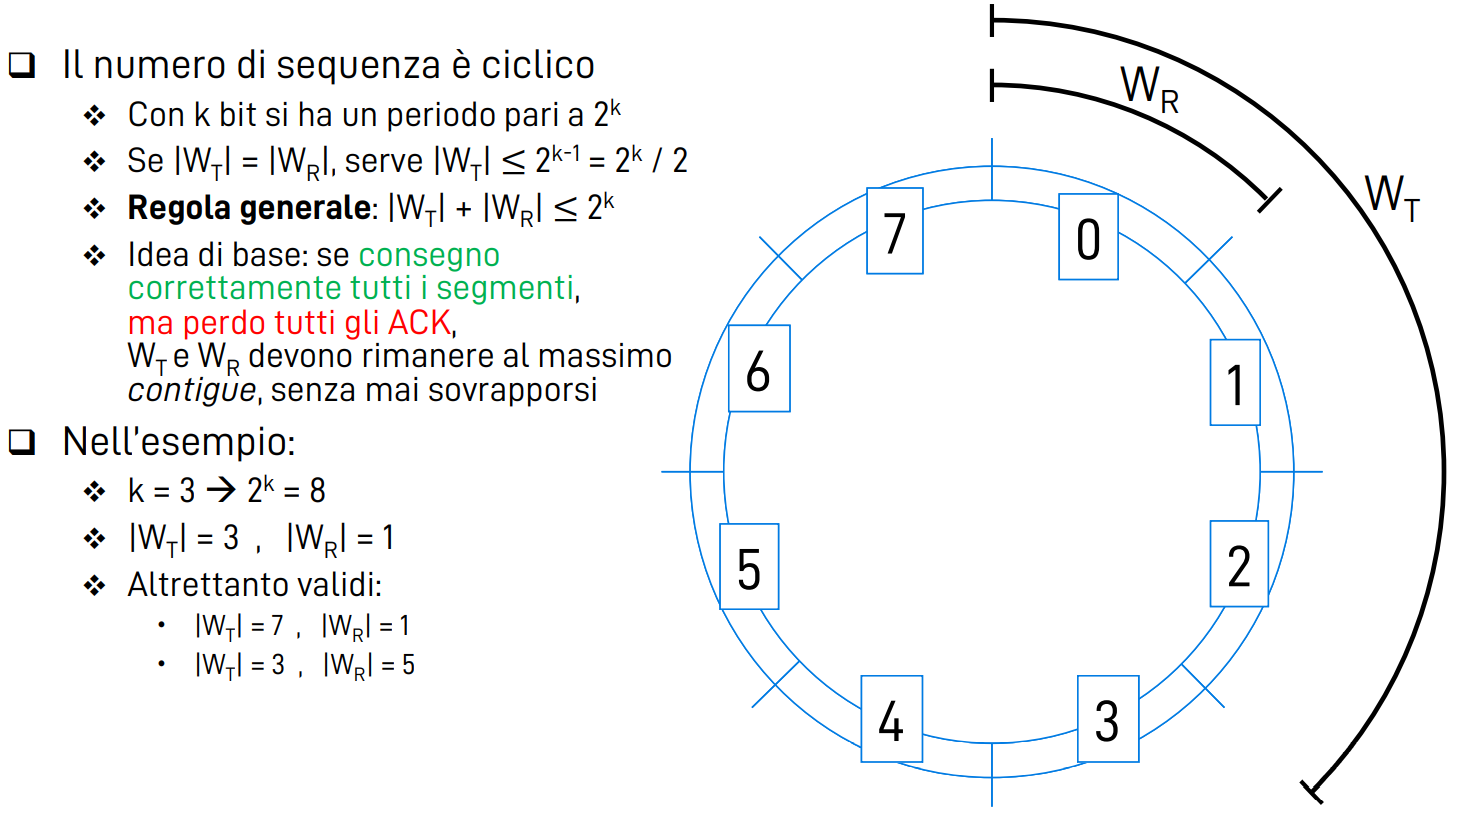 Il numero di sequenza è ciclico
Con k bit si ha un periodo pari a 2^k
Se |W_T| = |W_R|, serve |W_T| ≤ 2^k-1 = 2^k / 2
Regola generale: |W_T| + |W_R| ≤ 2^k
Idea di base: se consegno
correttamente tutti i segmenti,
ma perdo tutti gli ACK,
W_T e W_R devono rimanere al massimo
contigue, senza mai sovrapporsi
Nell'esempio:
k = 3 → 2^k = 8
|W_T| = 3 , |W_R| = 1
Altrettanto validi:
• |W_T| = 7 , |W_R| = 1
• |W_T| = 3 , |W_R| = 5
W_R
W_T
7
0
6
1
5
2
4
3